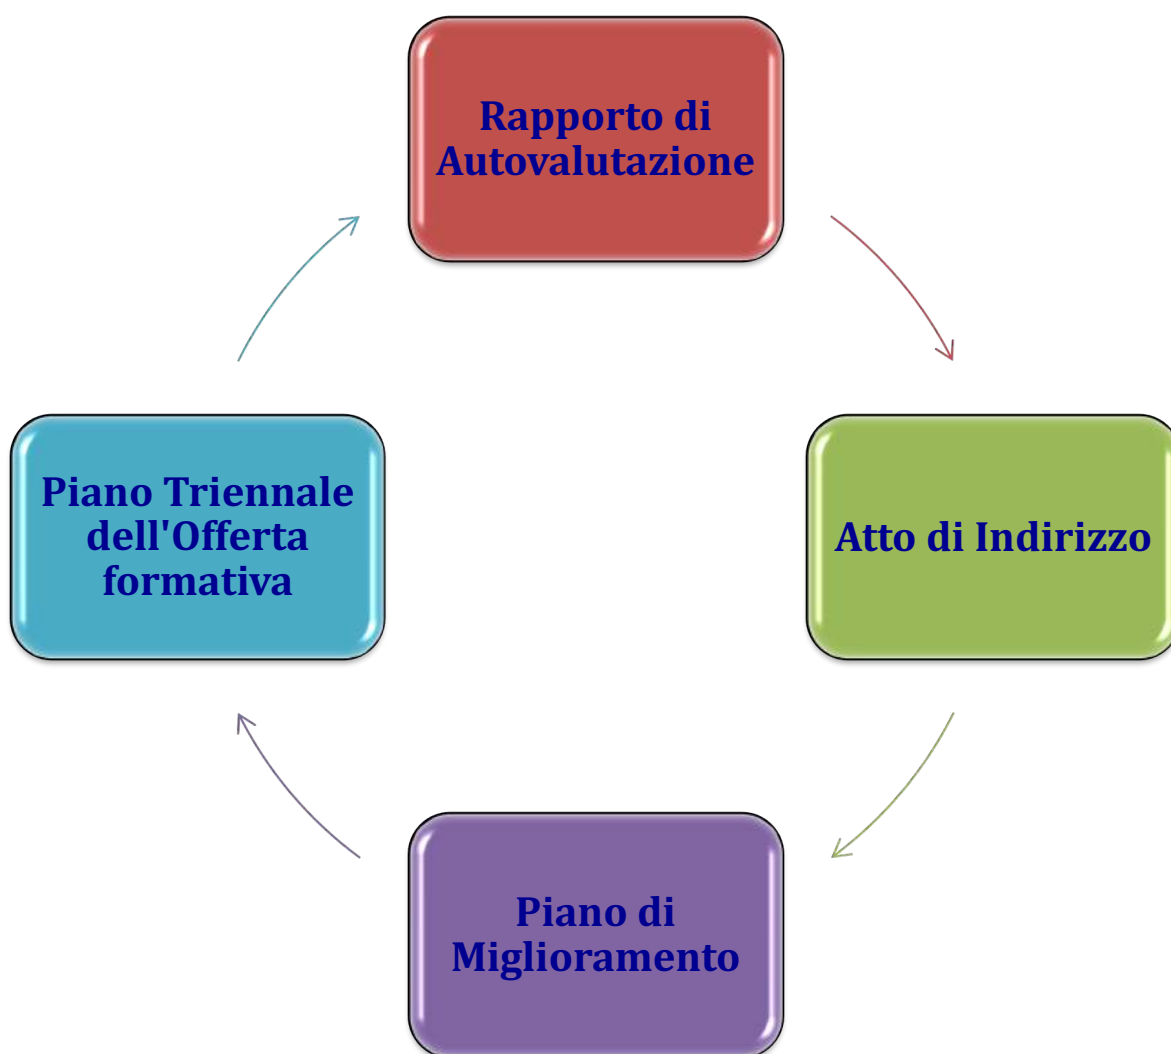 Rapporto di
Autovalutazione
Piano Triennale
dell'Offerta
formativa
Atto di Indirizzo
Piano di
Miglioramento